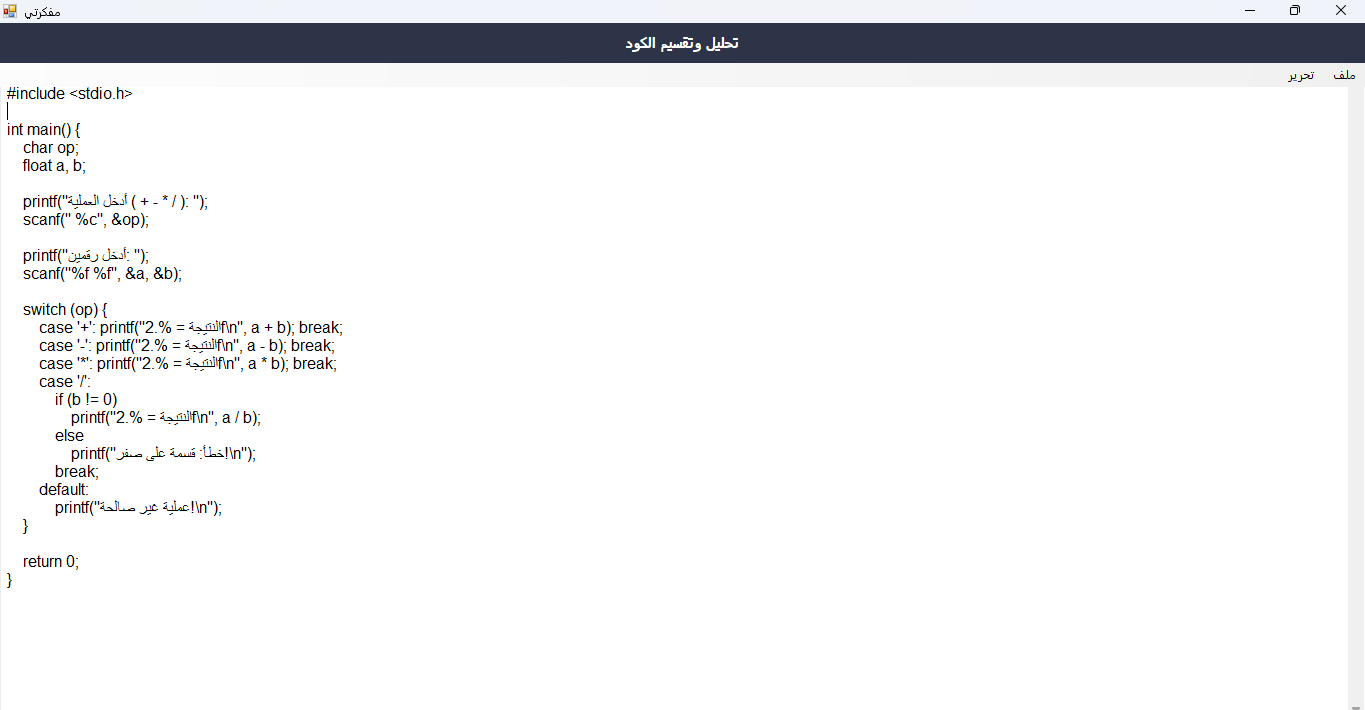 مفكرتي
تحليل وتقسيم الكود
ملف تحرير
#include <stdio.h>
int main() {
char op;
float a, b;
printf("أدخل العملية ( + - * / ): ");
scanf(" %c", &op);
printf("أدخل رقمين: ");
scanf("%f %f", &a, &b);
switch (op) {
case '+': printf("النتيجة = %.2f\n", a + b); break;
case '-': printf("النتيجة = %.2f\n", a - b); break;
case '*': printf("النتيجة = %.2f\n", a * b); break;
case '/':
if (b != 0)
printf("النتيجة = %.2f\n", a / b);
else
printf("خطأ: قسمة على صفر!\n");
break;
default:
printf("عملية غير صالحة!\n");
}
return 0;
}